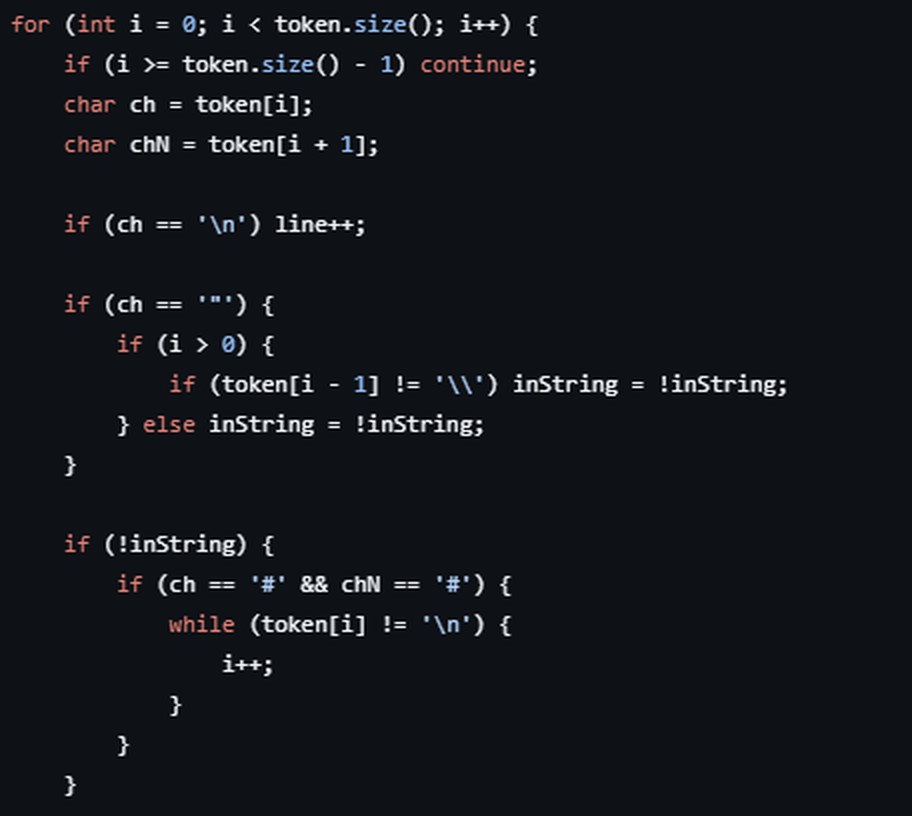 for (int i = 0; i < token.size(); i++) {
    if (i >= token.size() - 1) continue;
    char ch = token[i];
    char chN = token[i + 1];

    if (ch == '\n') line++;

    if (ch == '"') {
        if (i > 0) {
            if (token[i - 1] != '\\') inString = !inString;
        } else inString = !inString;
    }

    if (!inString) {
        if (ch == '#' && chN == '#') {
            while (token[i] != '\n') {
                i++;
            }
        }
    }